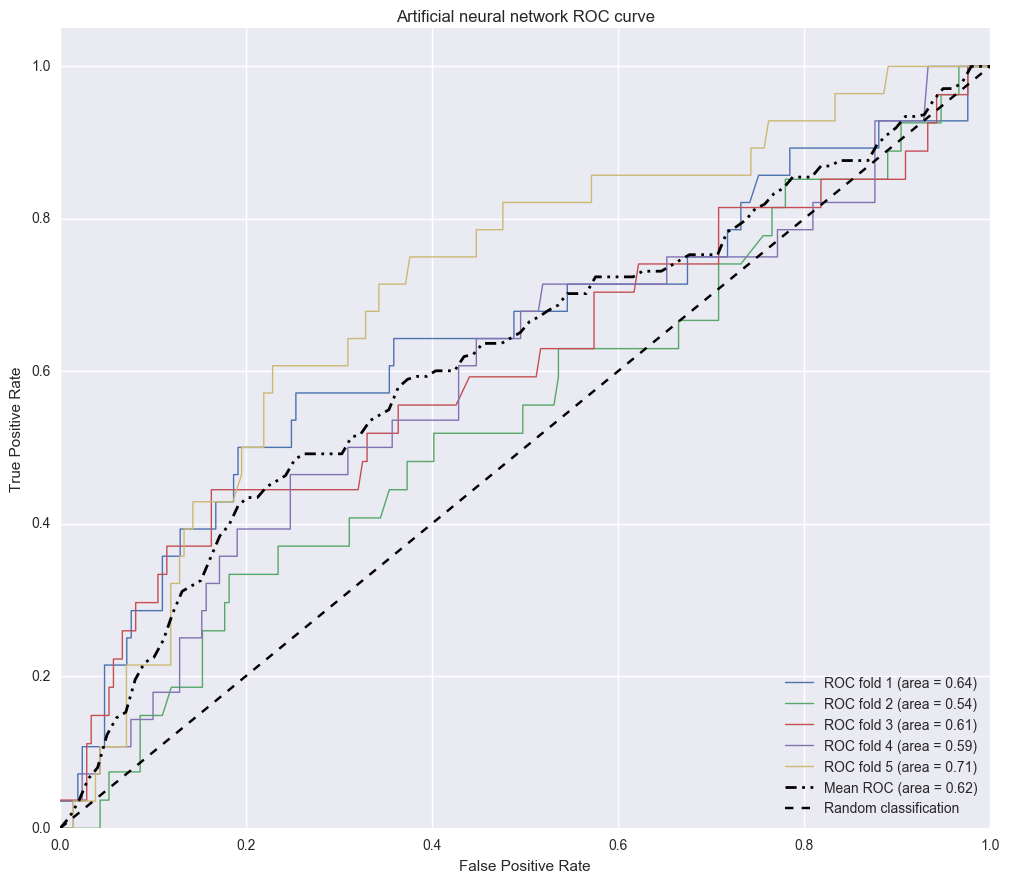 Artificial neural network ROC curve
1.0
0.8
0.6
0.4
0.2
0.0
True Positive Rate
ROC fold 1 (area = 0.64)
ROC fold 2 (area = 0.54)
ROC fold 3 (area = 0.61)
ROC fold 4 (area = 0.59)
ROC fold 5 (area = 0.71)
Mean ROC (area = 0.62)
Random classification
0.0 0.2 0.4 0.6 0.8 1.0
False Positive Rate